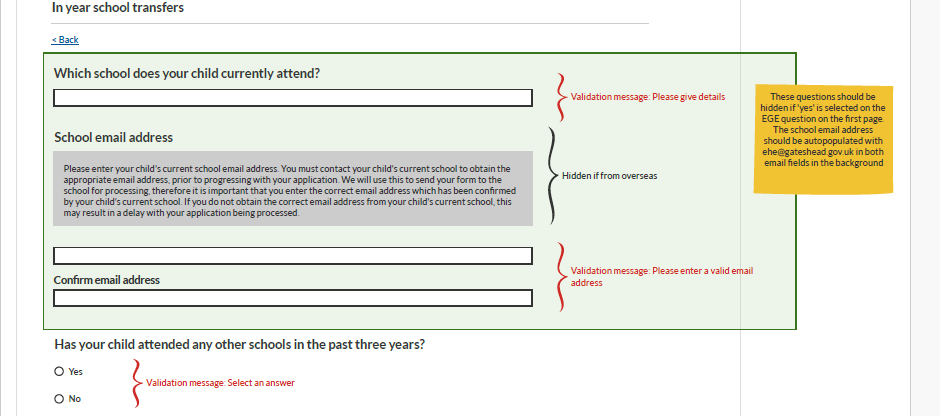 In year school transfers
< Back
Which school does your child currently attend?
Validation message: Please give details
These questions should be
hidden if 'yes' is selected on the
EGE question on the first page.
The school email address
should be autopopulated with
ehe@gateshead.gov.uk in both
email fields in the background
School email address
Please enter your child's current school email address. You must contact your child's current school to obtain the
appropriate email address, prior to progressing with your application. We will use this to send your form to the
school for processing, therefore it is important that you enter the correct email address which has been confirmed
by your child's current school. If you do not obtain the correct email address from your child's current school, this
may result in a delay with your application being processed.
Hidden if from overseas
Validation message: Please enter a valid email
address
Confirm email address
Has your child attended any other schools in the past three years?
Yes
Validation message: Select an answer
No